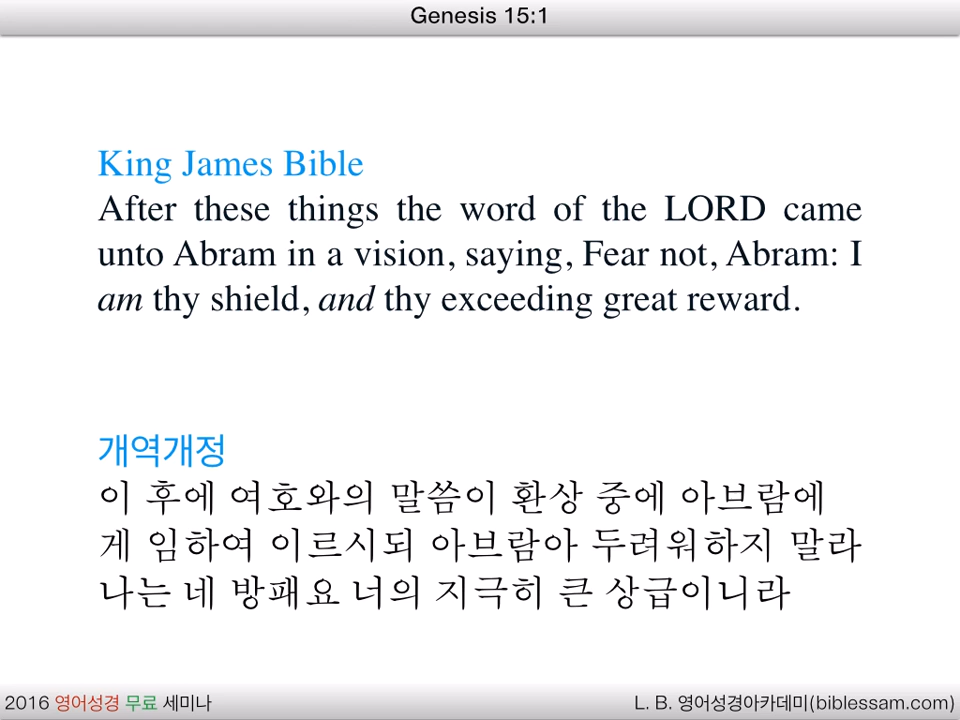 Genesis 15:1
King James Bible
After these things the word of the LORD came
unto Abram in a vision, saying, Fear not, Abram: I
am thy shield, and thy exceeding great reward.
개역개정
이 후에 여호와의 말씀이 환상 중에 아브람에
게 임하여 이르시되 아브람아 두려워하지 말라
나는 네 방패요 너의 지극히 큰 상급이니라
2016 영어성경 무료 세미나
L. B. 영어성경아카데미(biblessam.com)